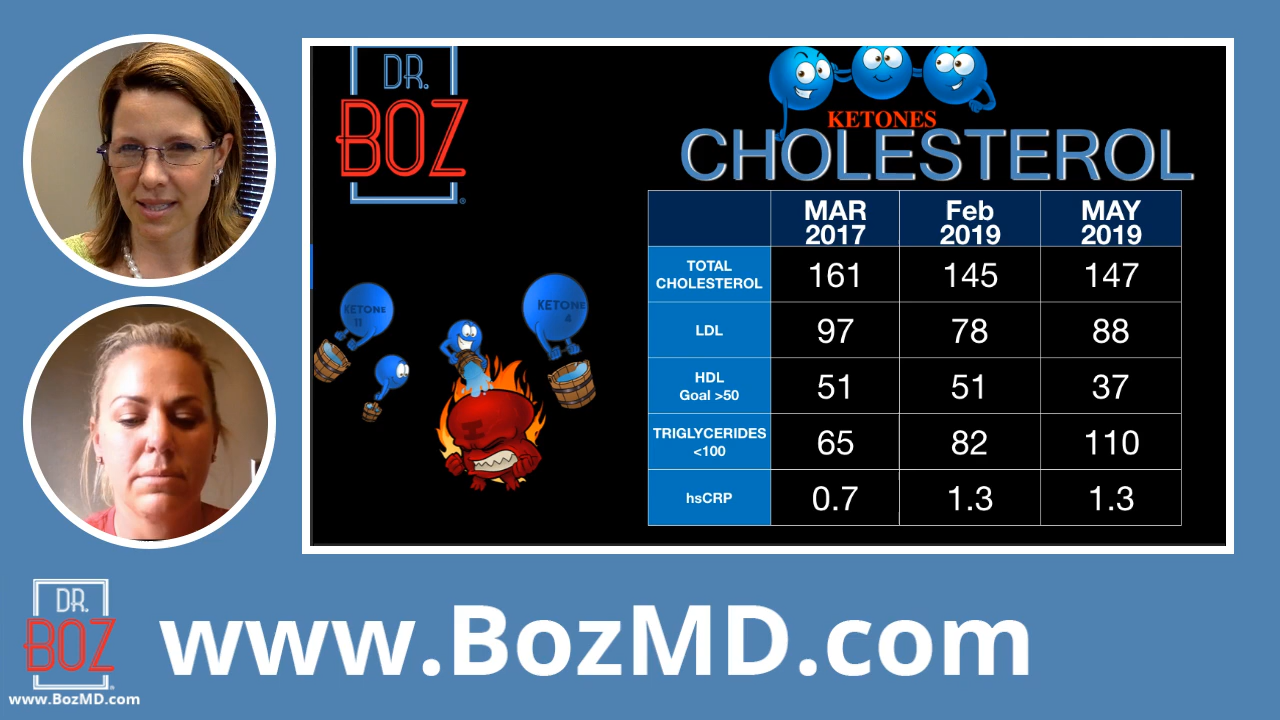 DR.
BOZ
®
KETONES
CHOLESTEROL
MAR 2017
Feb 2019
MAY 2019
TOTAL CHOLESTEROL
161
145
147
LDL
97
78
88
HDL
Goal >50
51
51
37
TRIGLYCERIDES
<100
65
82
110
hsCRP
0.7
1.3
1.3
KETONE
11
KETONE
4
DR.
BOZ
www.BozMD.com
www.BozMD.com